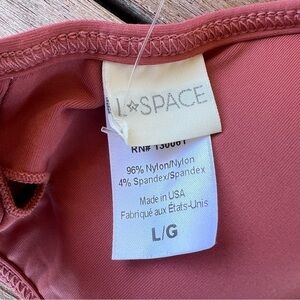 L☆SPACE
RN# 130061
96% Nylon/Nylon
4% Spandex/Spandex
Made in USA
Fabriqué aux États-Unis
L/G